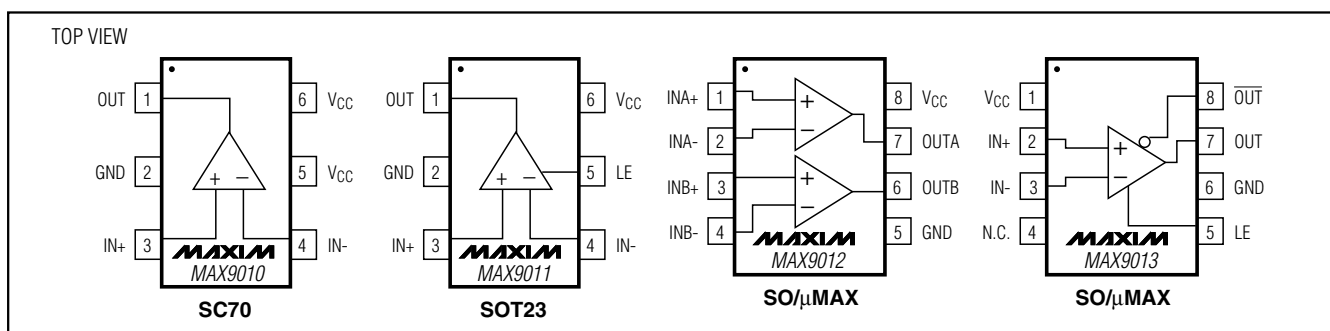 TOP VIEW
OUT 1
GND 2
IN+ 3
6 VCC
5 VCC
4 IN-
+ −
MAXIM
MAX9010
SC70
OUT 1
GND 2
IN+ 3
6 VCC
5 LE
4 IN-
+ −
MAXIM
MAX9011
SOT23
INA+ 1
INA- 2
INB+ 3
INB- 4
8 VCC
7 OUTA
6 OUTB
5 GND
+
−
+
−
MAXIM
MAX9012
SO/μMAX
VCC 1
IN+ 2
IN- 3
N.C. 4
8 O̅U̅T̅
7 OUT
6 GND
5 LE
+
−
MAXIM
MAX9013
SO/μMAX